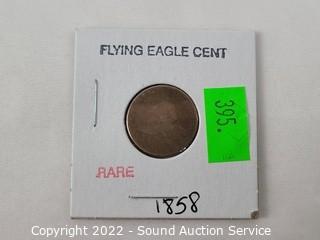 FLYING EAGLE CENT
395.
RARE
1858
Copyright 2022 - Sound Auction Service